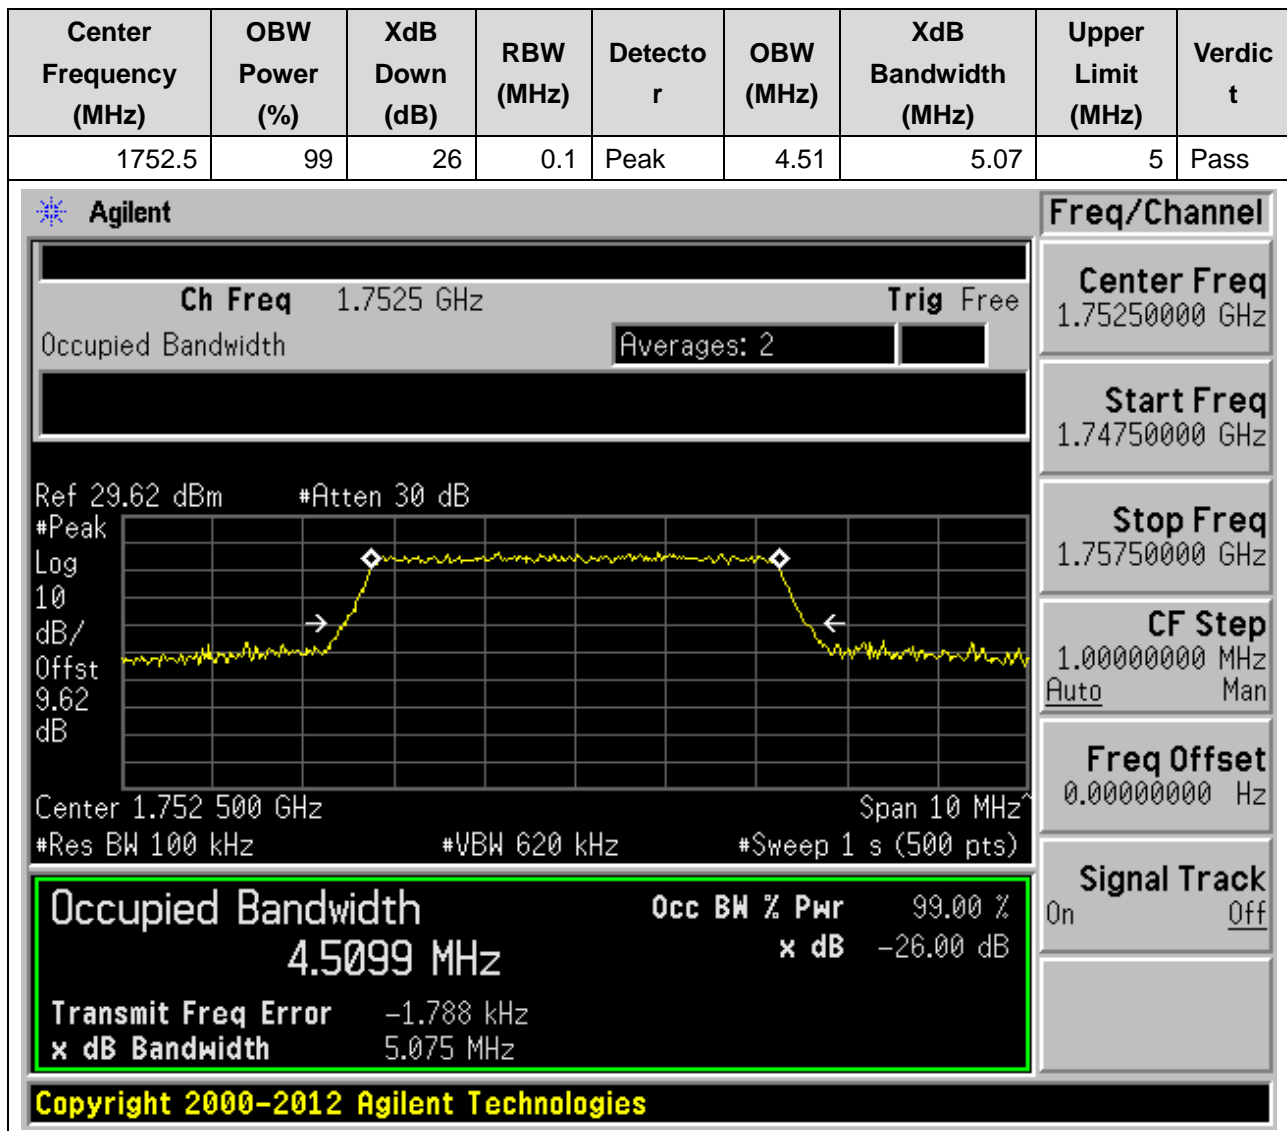 Center Frequency (MHz) OBW Power (%) XdB Down (dB) RBW (MHz) Detecto r OBW (MHz) XdB Bandwidth (MHz) Upper Limit (MHz) Verdic t
1752.5 99 26 0.1 Peak 4.51 5.07 5 Pass
Agilent
Freq/Channel
Ch Freq 1.7525 GHz Trig Free
Occupied Bandwidth Averages: 2
Ref 29.62 dBm #Atten 30 dB
#Peak
Log
10
dB/
Offst
9.62
dB
Center 1.752 500 GHz Span 10 MHz^
#Res BW 100 kHz #VBW 620 kHz #Sweep 1 s (500 pts)
Occupied Bandwidth
4.5099 MHz
Occ BW % Pwr 99.00 %
x dB -26.00 dB
Transmit Freq Error -1.788 kHz
x dB Bandwidth 5.075 MHz
Center Freq
1.75250000 GHz
Start Freq
1.74750000 GHz
Stop Freq
1.75750000 GHz
CF Step
1.00000000 MHz
Auto Man
Freq Offset
0.00000000 Hz
Signal Track
On Off
Copyright 2000-2012 Agilent Technologies